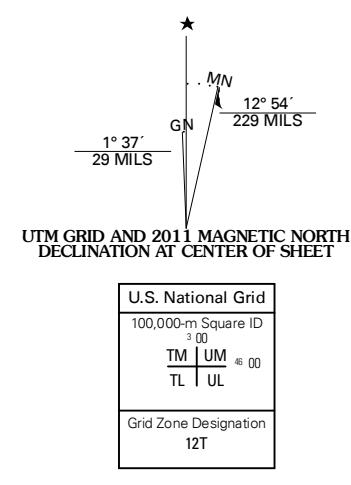 MN
GN
12° 54´
229 MILS
1° 37´
29 MILS
UTM GRID AND 2011 MAGNETIC NORTH
DECLINATION AT CENTER OF SHEET
U.S. National Grid
100,000-m Square ID
3 00
TM UM 46 00
TL UL
Grid Zone Designation
12T